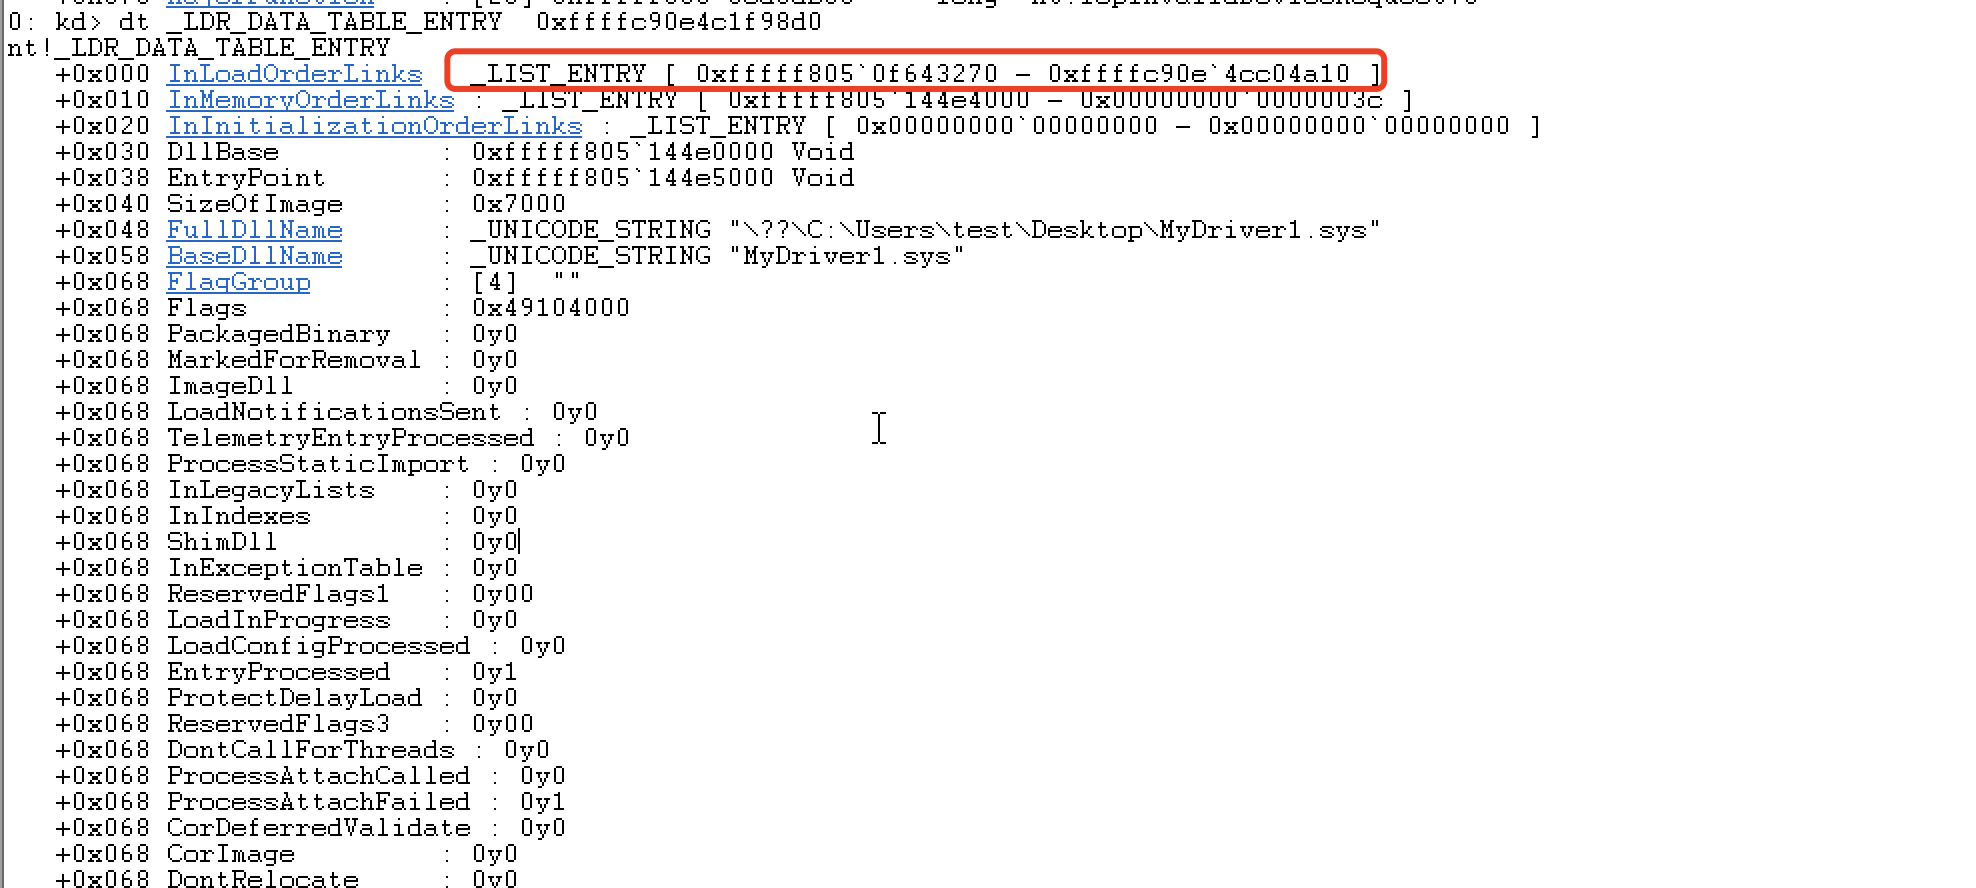 0: kd> dt _LDR_DATA_TABLE_ENTRY  0xffffc90e4c1f98d0
nt!_LDR_DATA_TABLE_ENTRY
+0x000 InLoadOrderLinks : _LIST_ENTRY [ 0xfffff805`0f643270 - 0xffffc90e`4cc04a10 ]
+0x010 InMemoryOrderLinks : _LIST_ENTRY [ 0xfffff805`144e4000 - 0x00000000`0000003c ]
+0x020 InInitializationOrderLinks : _LIST_ENTRY [ 0x00000000`00000000 - 0x00000000`00000000 ]
+0x030 DllBase : 0xfffff805`144e0000 Void
+0x038 EntryPoint : 0xfffff805`144e5000 Void
+0x040 SizeOfImage : 0x7000
+0x048 FullDllName : _UNICODE_STRING "\??\C:\Users\test\Desktop\MyDriver1.sys"
+0x058 BaseDllName : _UNICODE_STRING "MyDriver1.sys"
+0x068 FlagGroup : [4]  ""
+0x068 Flags : 0x49104000
+0x068 PackagedBinary : 0y0
+0x068 MarkedForRemoval : 0y0
+0x068 ImageDll : 0y0
+0x068 LoadNotificationsSent : 0y0
+0x068 TelemetryEntryProcessed : 0y0
+0x068 ProcessStaticImport : 0y0
+0x068 InLegacyLists : 0y0
+0x068 InIndexes : 0y0
+0x068 ShimDll : 0y0
+0x068 InExceptionTable : 0y0
+0x068 ReservedFlags1 : 0y00
+0x068 LoadInProgress : 0y0
+0x068 LoadConfigProcessed : 0y0
+0x068 EntryProcessed : 0y1
+0x068 ProtectDelayLoad : 0y0
+0x068 ReservedFlags3 : 0y00
+0x068 DontCallForThreads : 0y0
+0x068 ProcessAttachCalled : 0y0
+0x068 ProcessAttachFailed : 0y1
+0x068 CorDeferredValidate : 0y0
+0x068 CorImage : 0y0
+0x068 DontRelocate : 0y0